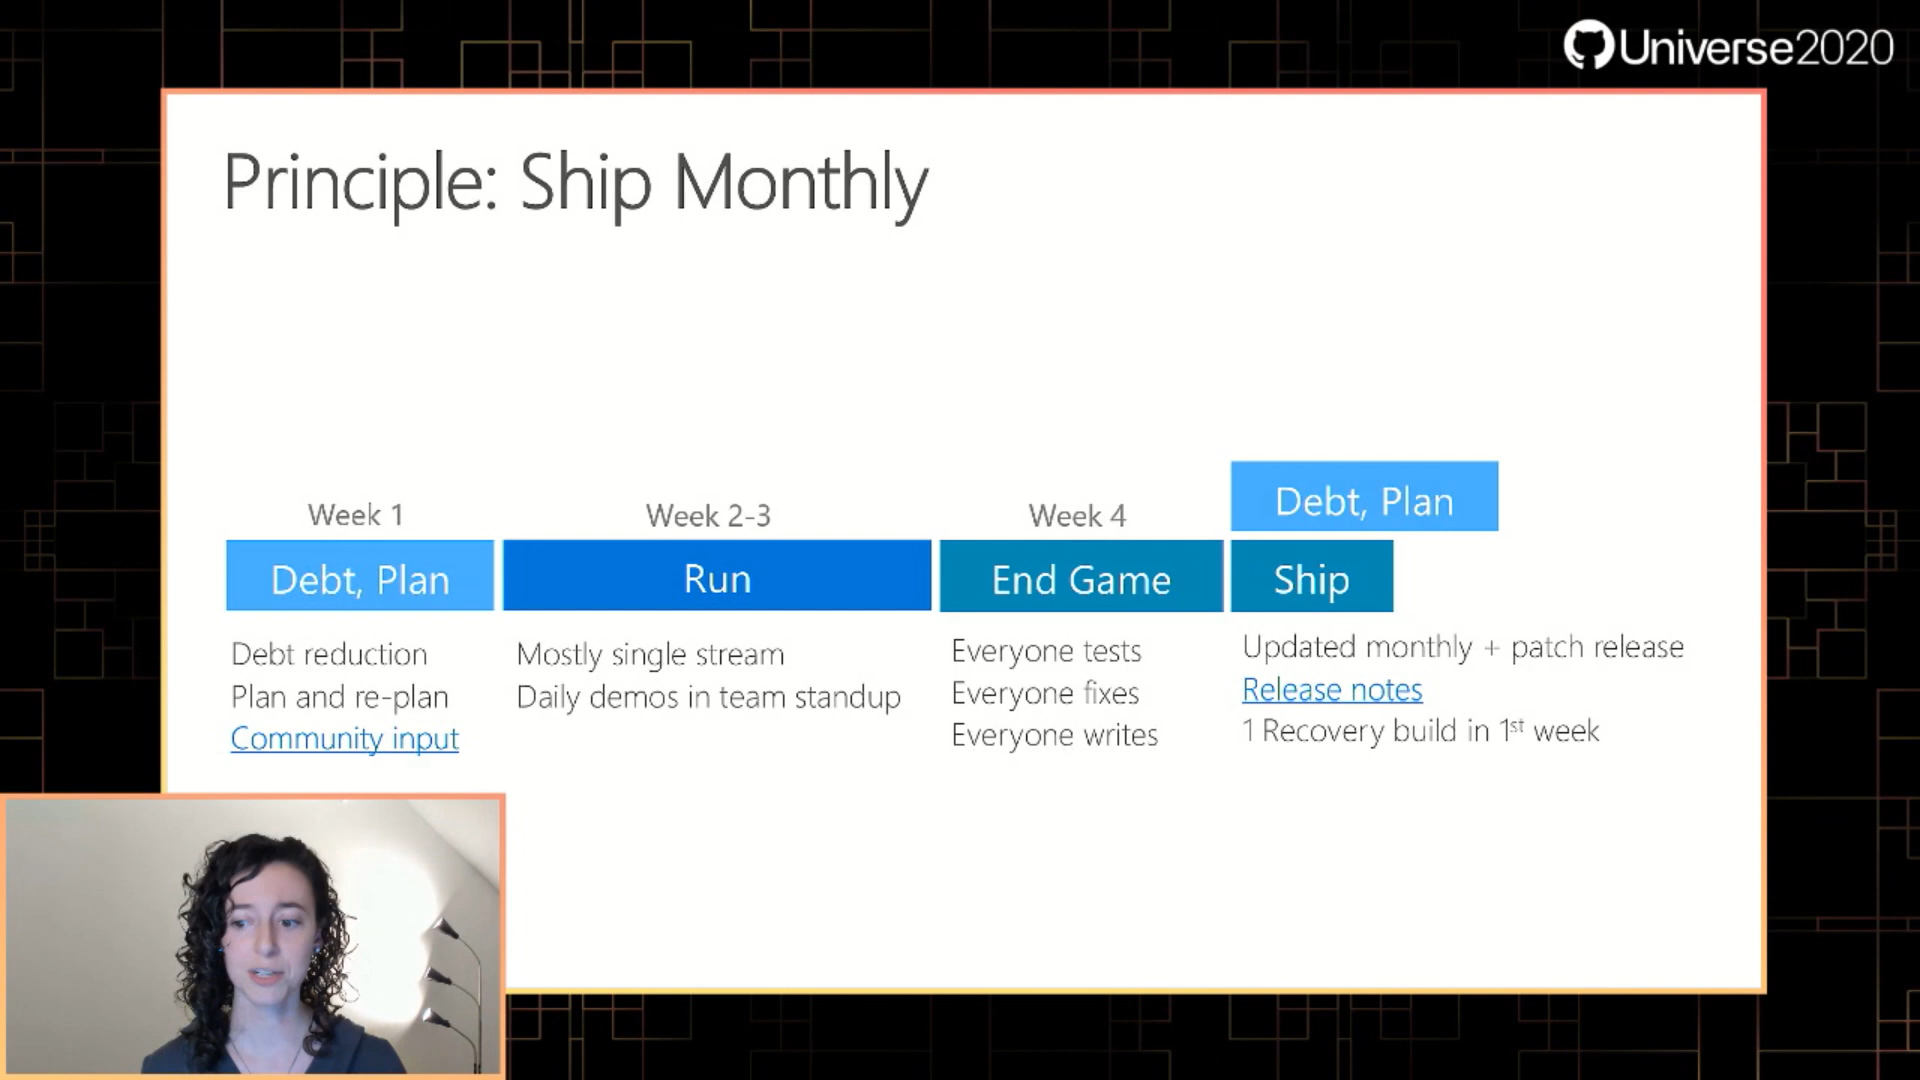 Universe2020
Principle: Ship Monthly
Week 1
Week 2-3
Week 4
Debt, Plan
Debt, Plan
Run
End Game
Ship
Debt reduction
Plan and re-plan
Community input
Mostly single stream
Daily demos in team standup
Everyone tests
Everyone fixes
Everyone writes
Updated monthly + patch release
Release notes
1 Recovery build in 1st week